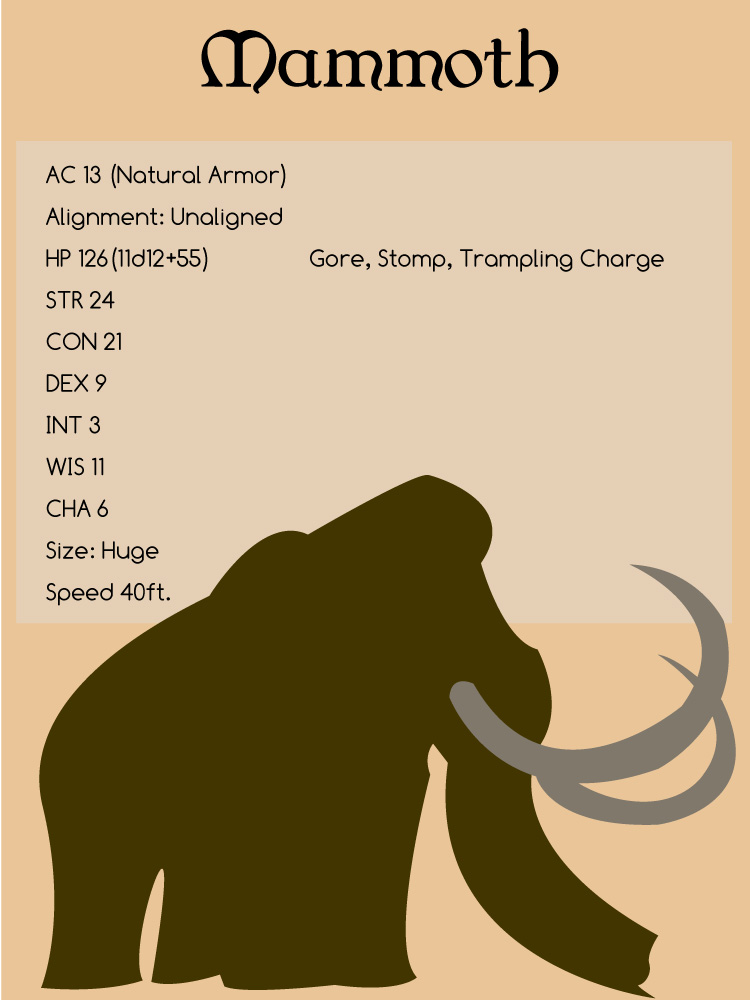 Mammoth
AC 13 (Natural Armor)
Alignment: Unaligned
HP 126 (11d12+55)
Gore, Stomp, Trampling Charge
STR 24
CON 21
DEX 9
INT 3
WIS 11
CHA 6
Size: Huge
Speed 40ft.